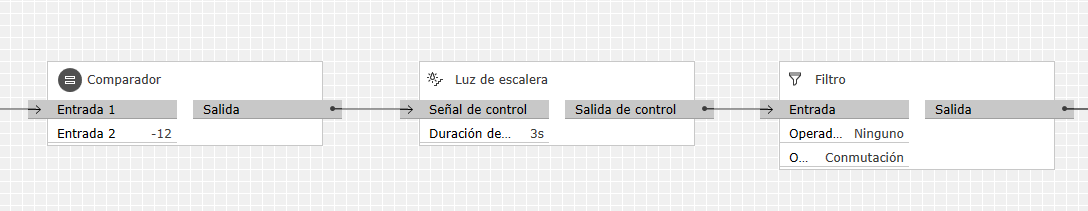 Comparador
Entrada 1 Salida
Entrada 2 -12
Luz de escalera
Señal de control Salida de control
Duración de... 3s
Filtro
Entrada Salida
Operad... Ninguno
O... Conmutación